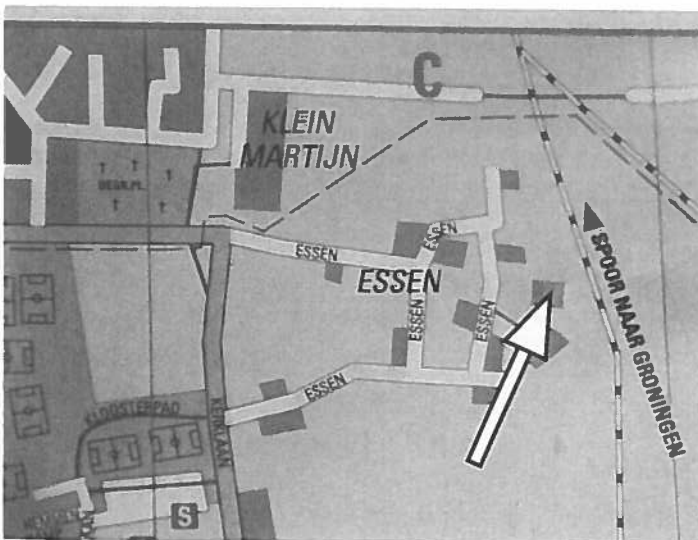 C
KLEIN
MARTIJN
BEGR.PL.
ESSEN
ESSEN
ESSEN
ESSEN
ESSEN
ESSEN
SPOOR NAAR GRONINGEN
KLOOSTERPAD
KERKLAAN
S